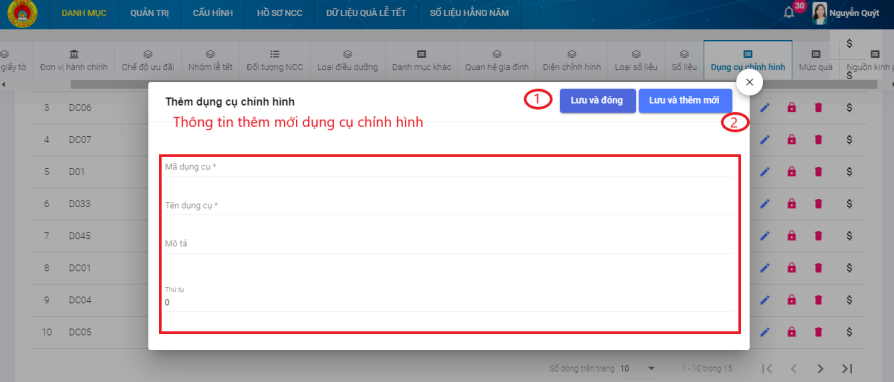 DANH MỤC QUẢN TRỊ CẤU HÌNH HỒ SƠ NCC DỮ LIỆU QUÀ LỄ TẾT SỐ LIỆU HẰNG NĂM 30 Nguyễn Quýt
giấy tờ Đơn vị hành chính Chế độ ưu đãi Nhóm lễ tết Đối tượng NCC Loại điều dưỡng Danh mục khác Quan hệ gia đình Diện chỉnh hình Loại số liệu Số liệu Dụng cụ chỉnh hình Mức quà Nguồn kinh
Thêm dụng cụ chỉnh hình 1 Lưu và đóng Lưu và thêm mới
Thông tin thêm mới dụng cụ chỉnh hình 2
3 DC06
4 DC07
5 D01
6 D033
7 D045
8 DC01
9 DC04
10 DC05
Mã dụng cụ *
Tên dụng cụ *
Mô tả
Thứ tự
0
Số dòng trên trang 10 1 - 10 trong 15